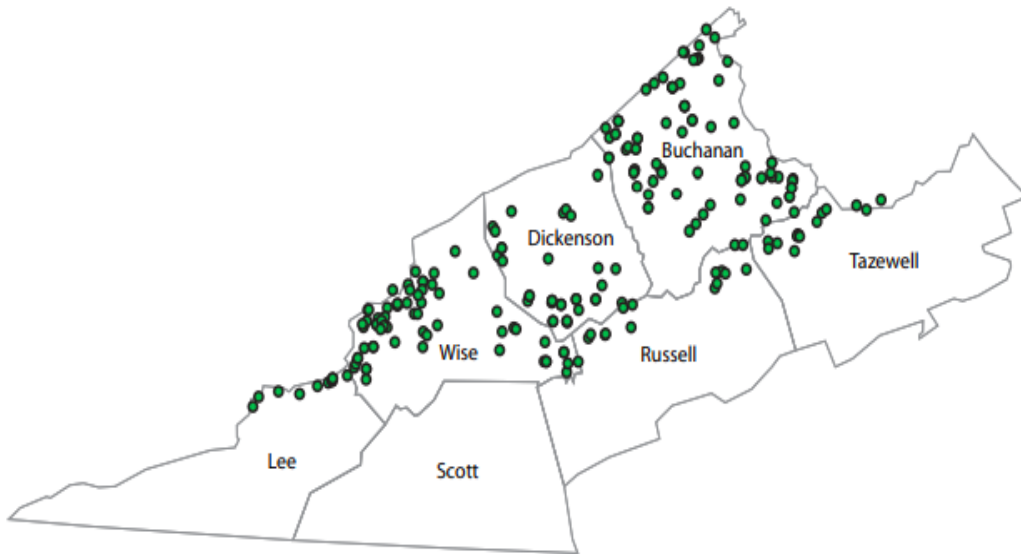 Buchanan
Dickenson
Tazewell
Wise
Russell
Lee
Scott